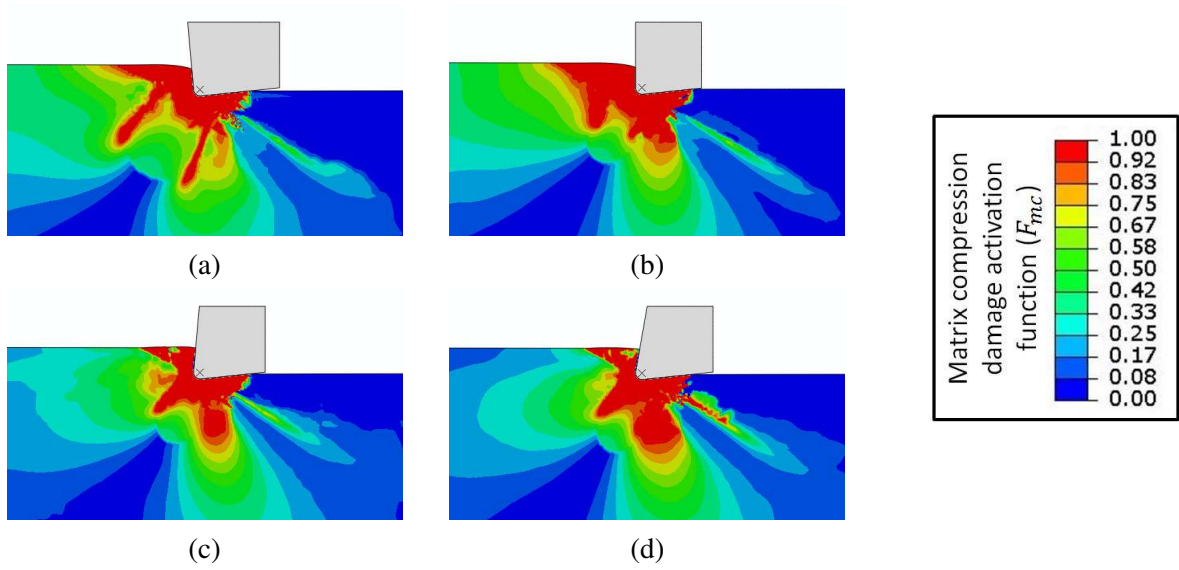 (a)
(b)
(c)
(d)
Matrix compression
damage activation
function (F_mc)
1.00
0.92
0.83
0.75
0.67
0.58
0.50
0.42
0.33
0.25
0.17
0.08
0.00